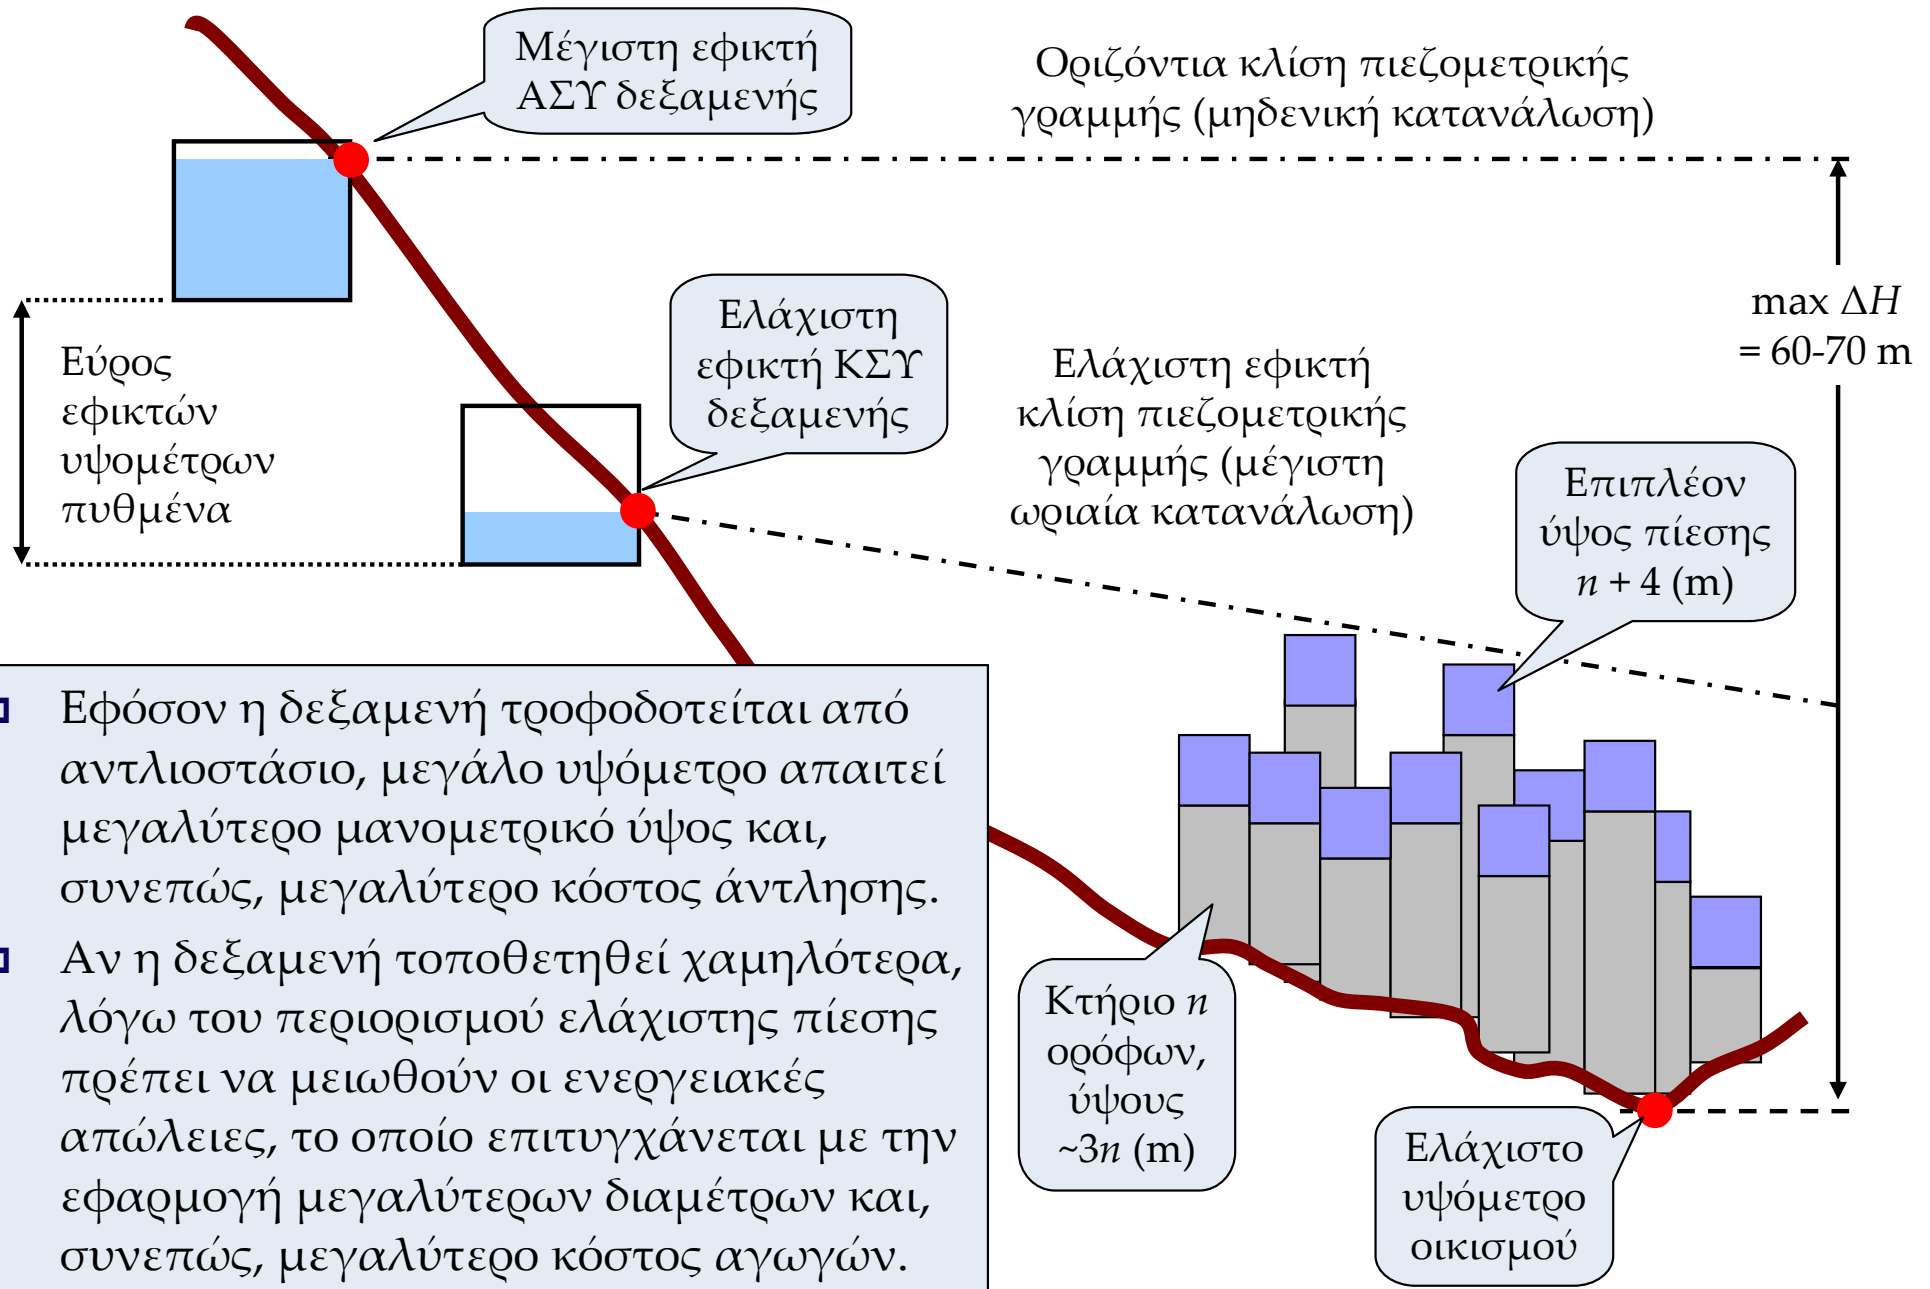 Μέγιστη εφικτή
ΑΣΥ δεξαμενής
Οριζόντια κλίση πιεζομετρικής
γραμμής (μηδενική κατανάλωση)
max ΔH
= 60-70 m
Εύρος
εφικτών
υψομέτρων
πυθμένα
Ελάχιστη
εφικτή ΚΣΥ
δεξαμενής
Ελάχιστη εφικτή
κλίση πιεζομετρικής
γραμμής (μέγιστη
ωριαία κατανάλωση)
Επιπλέον
ύψος πίεσης
n + 4 (m)
Εφόσον η δεξαμενή τροφοδοτείται από
αντλιοστάσιο, μεγάλο υψόμετρο απαιτεί
μεγαλύτερο μανομετρικό ύψος και,
συνεπώς, μεγαλύτερο κόστος άντλησης.
Αν η δεξαμενή τοποθετηθεί χαμηλότερα,
λόγω του περιορισμού ελάχιστης πίεσης
πρέπει να μειωθούν οι ενεργειακές
απώλειες, το οποίο επιτυγχάνεται με την
εφαρμογή μεγαλύτερων διαμέτρων και,
συνεπώς, μεγαλύτερο κόστος αγωγών.
Κτήριο n
ορόφων,
ύψους
~3n (m)
Ελάχιστο
υψόμετρο
οικισμού